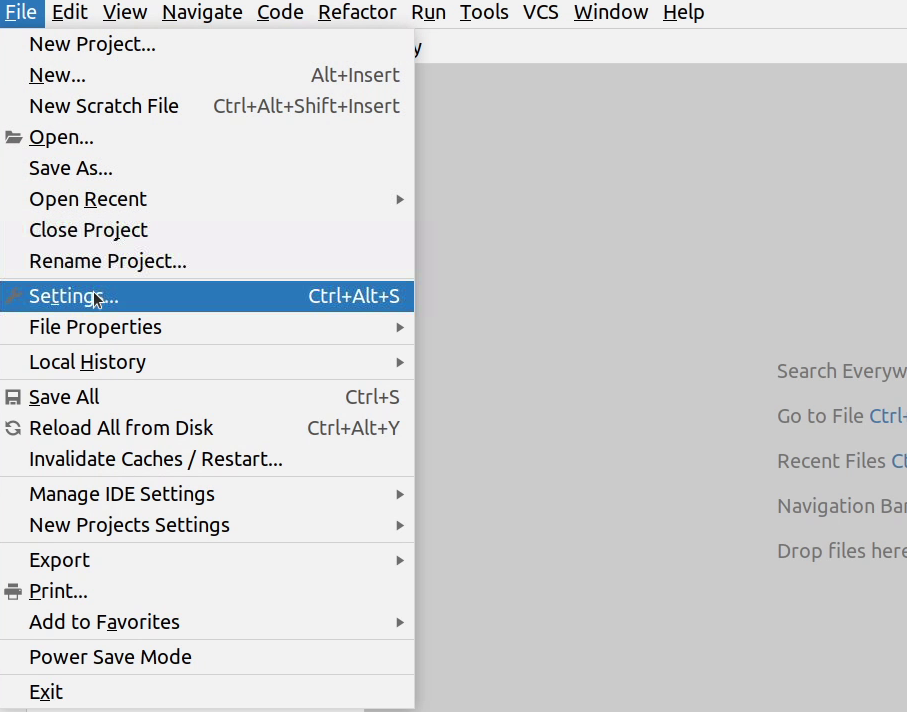 File Edit View Navigate Code Refactor Run Tools VCS Window Help
y
New Project...
New... Alt+Insert
New Scratch File Ctrl+Alt+Shift+Insert
Open...
Save As...
Open Recent
Close Project
Rename Project...
Settings... Ctrl+Alt+S
File Properties
Local History
Save All Ctrl+S
Reload All from Disk Ctrl+Alt+Y
Invalidate Caches / Restart...
Manage IDE Settings
New Projects Settings
Export
Print...
Add to Favorites
Power Save Mode
Exit
Search Everyw
Go to File Ctrl+
Recent Files Ct
Navigation Bar
Drop files here